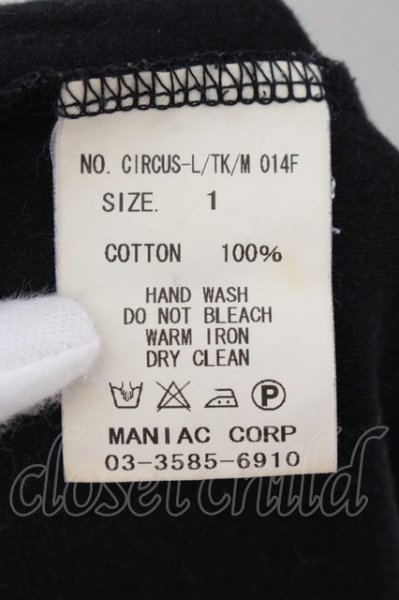 NO. CIRCUS-L/TK/M 014F
SIZE. 1
COTTON 100%
HAND WASH
DO NOT BLEACH
WARM IRON
DRY CLEAN
P
MANIAC CORP
03-3585-6910
closet child